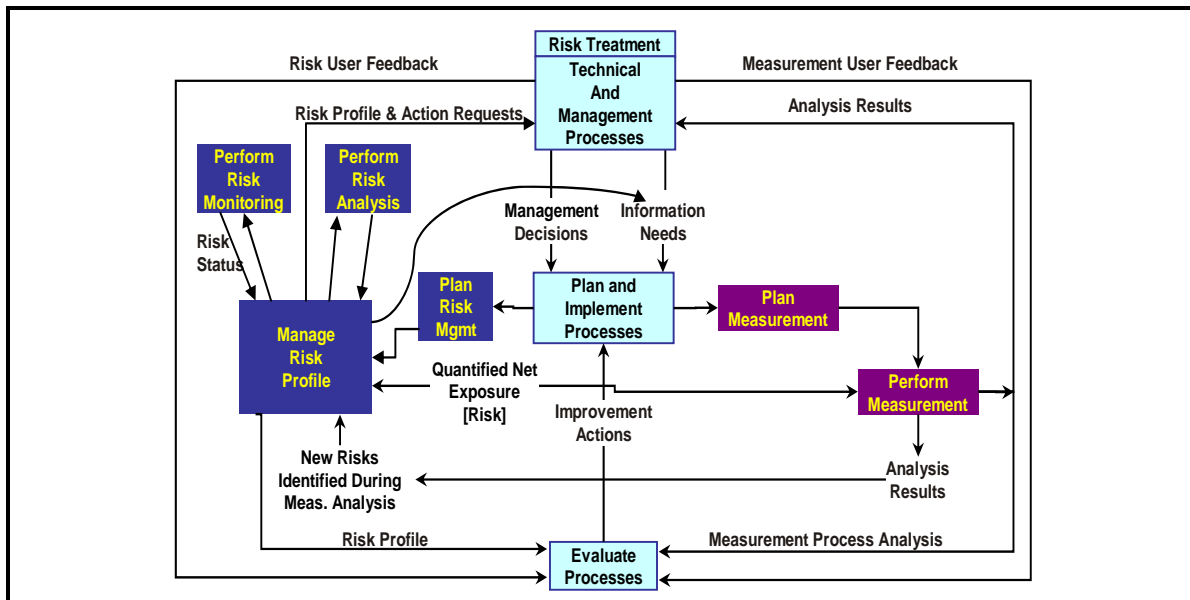 Risk Treatment
Risk User Feedback
Technical
And
Management
Processes
Measurement User Feedback
Risk Profile & Action Requests
Analysis Results
Perform
Risk
Monitoring
Perform
Risk
Analysis
Risk
Status
Management
Decisions
Information
Needs
Plan
Risk
Mgmt
Plan and
Implement
Processes
Plan
Measurement
Manage
Risk
Profile
Quantified Net
Exposure
[Risk]
Improvement
Actions
Perform
Measurement
New Risks
Identified During
Meas. Analysis
Analysis
Results
Risk Profile
Evaluate
Processes
Measurement Process Analysis